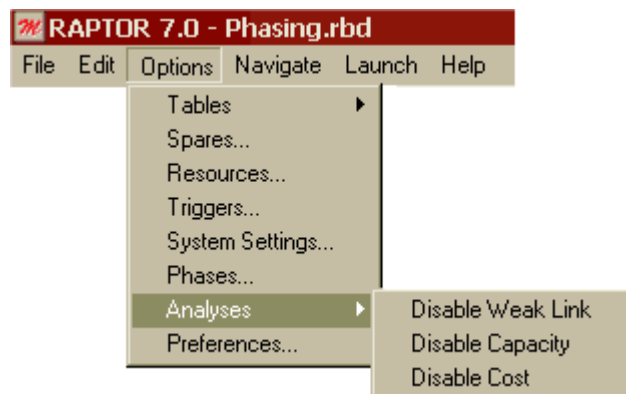 RAPTOR 7.0 - Phasing.rbd
File Edit Options Navigate Launch Help
Tables
Spares...
Resources...
Triggers...
System Settings...
Phases...
Analyses
Disable Weak Link
Preferences...
Disable Capacity
Disable Cost